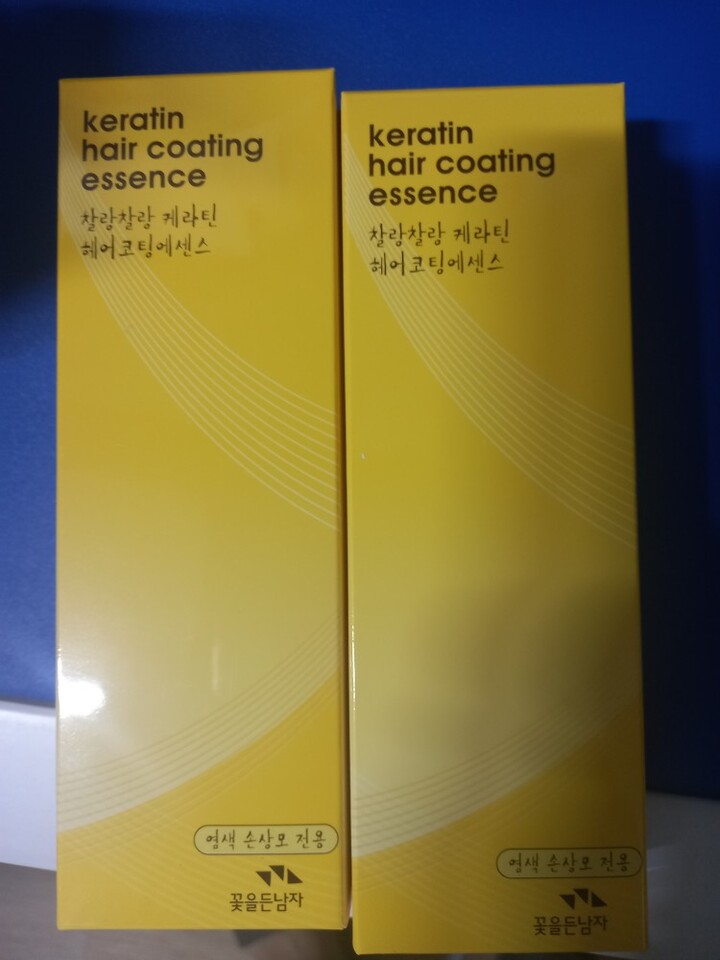 keratin
hair coating
essence
찰랑찰랑 케라틴
헤어코팅에센스
염색 손상모 전용
꽃을든남자
keratin
hair coating
essence
찰랑찰랑 케라틴
헤어코팅에센스
염색 손상모 전용
꽃을든남자